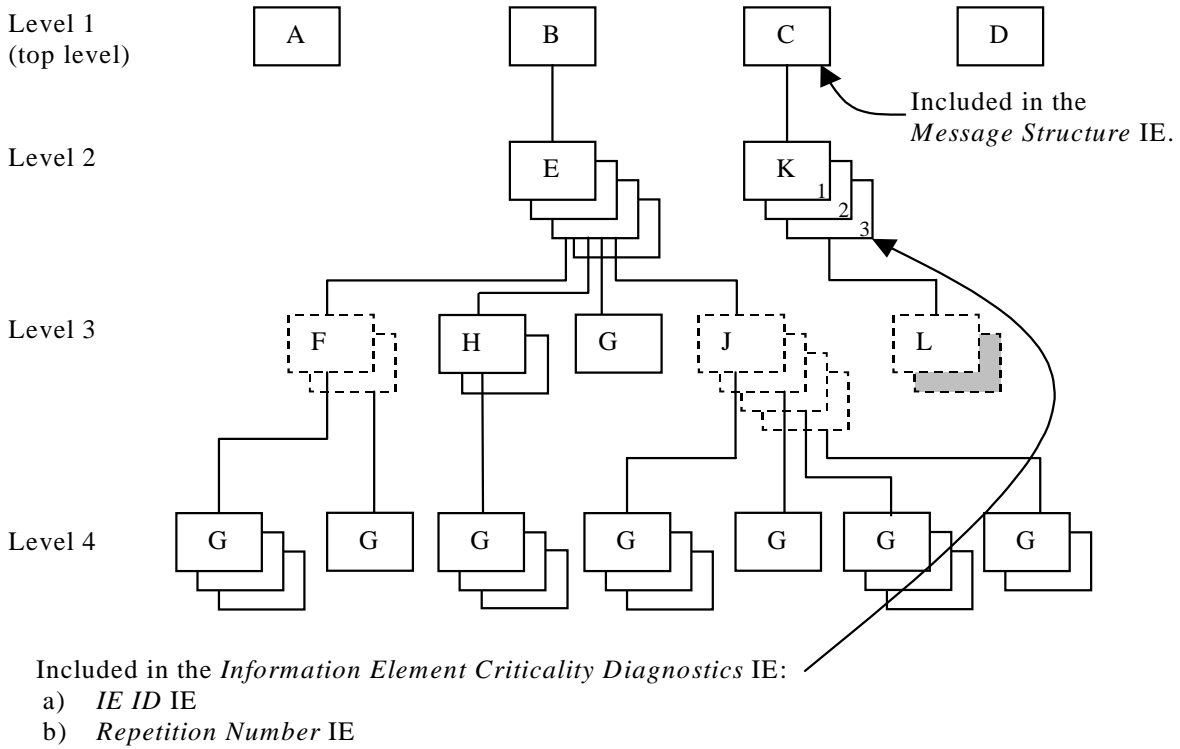 Level 1
(top level)
A B C D
Included in the
Message Structure IE.
Level 2
E K
1
2
3
Level 3
F H G J L
Level 4
G G G G G G G
Included in the Information Element Criticality Diagnostics IE:
a) IE ID IE
b) Repetition Number IE